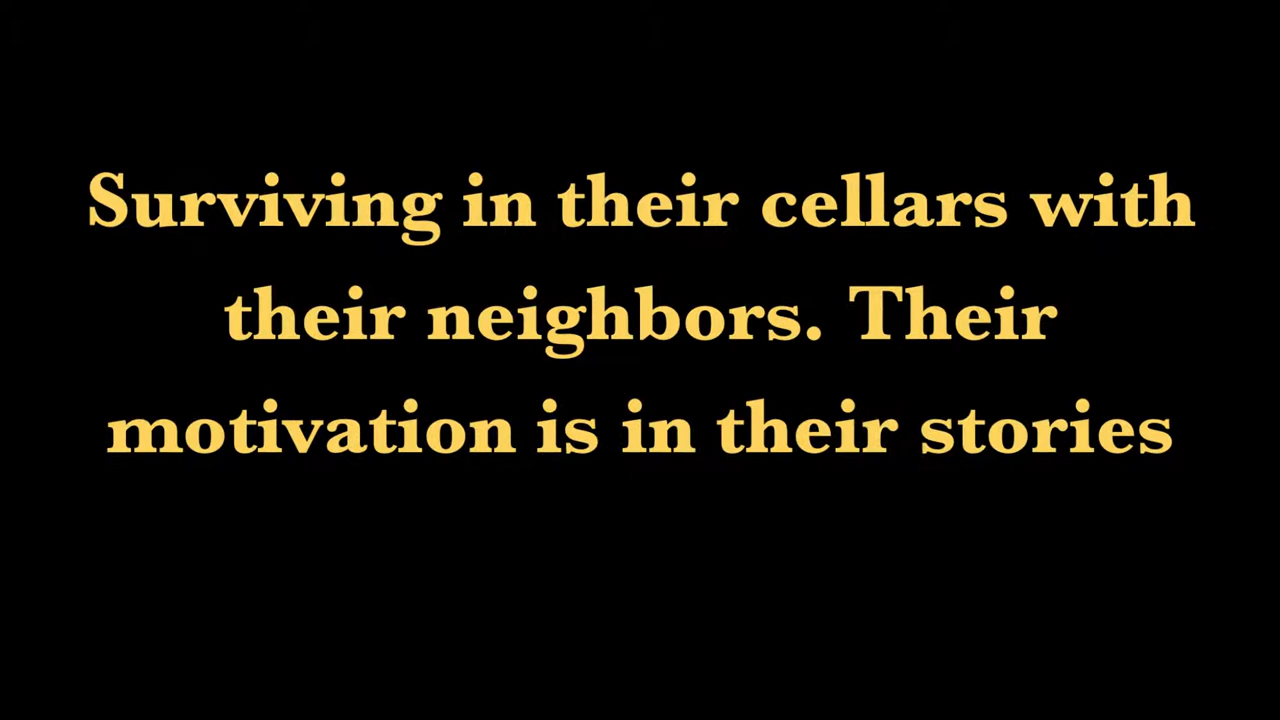 Surviving in their cellars with
their neighbors. Their
motivation is in their stories